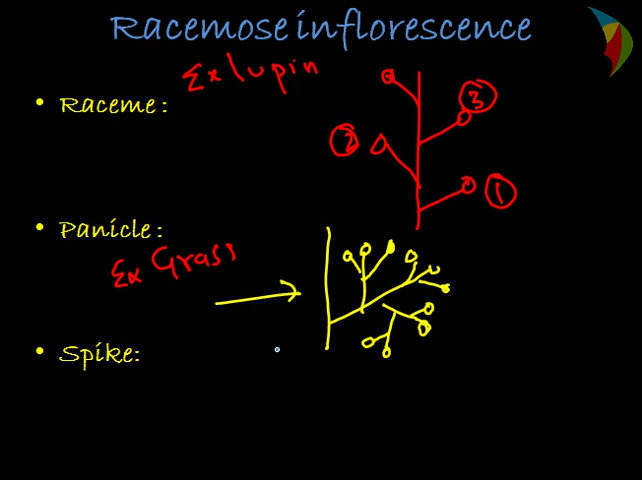 Racemose inflorescence
Ex lupin
• Raceme:
3
2
1
• Panicle:
Ex Grass
• Spike: